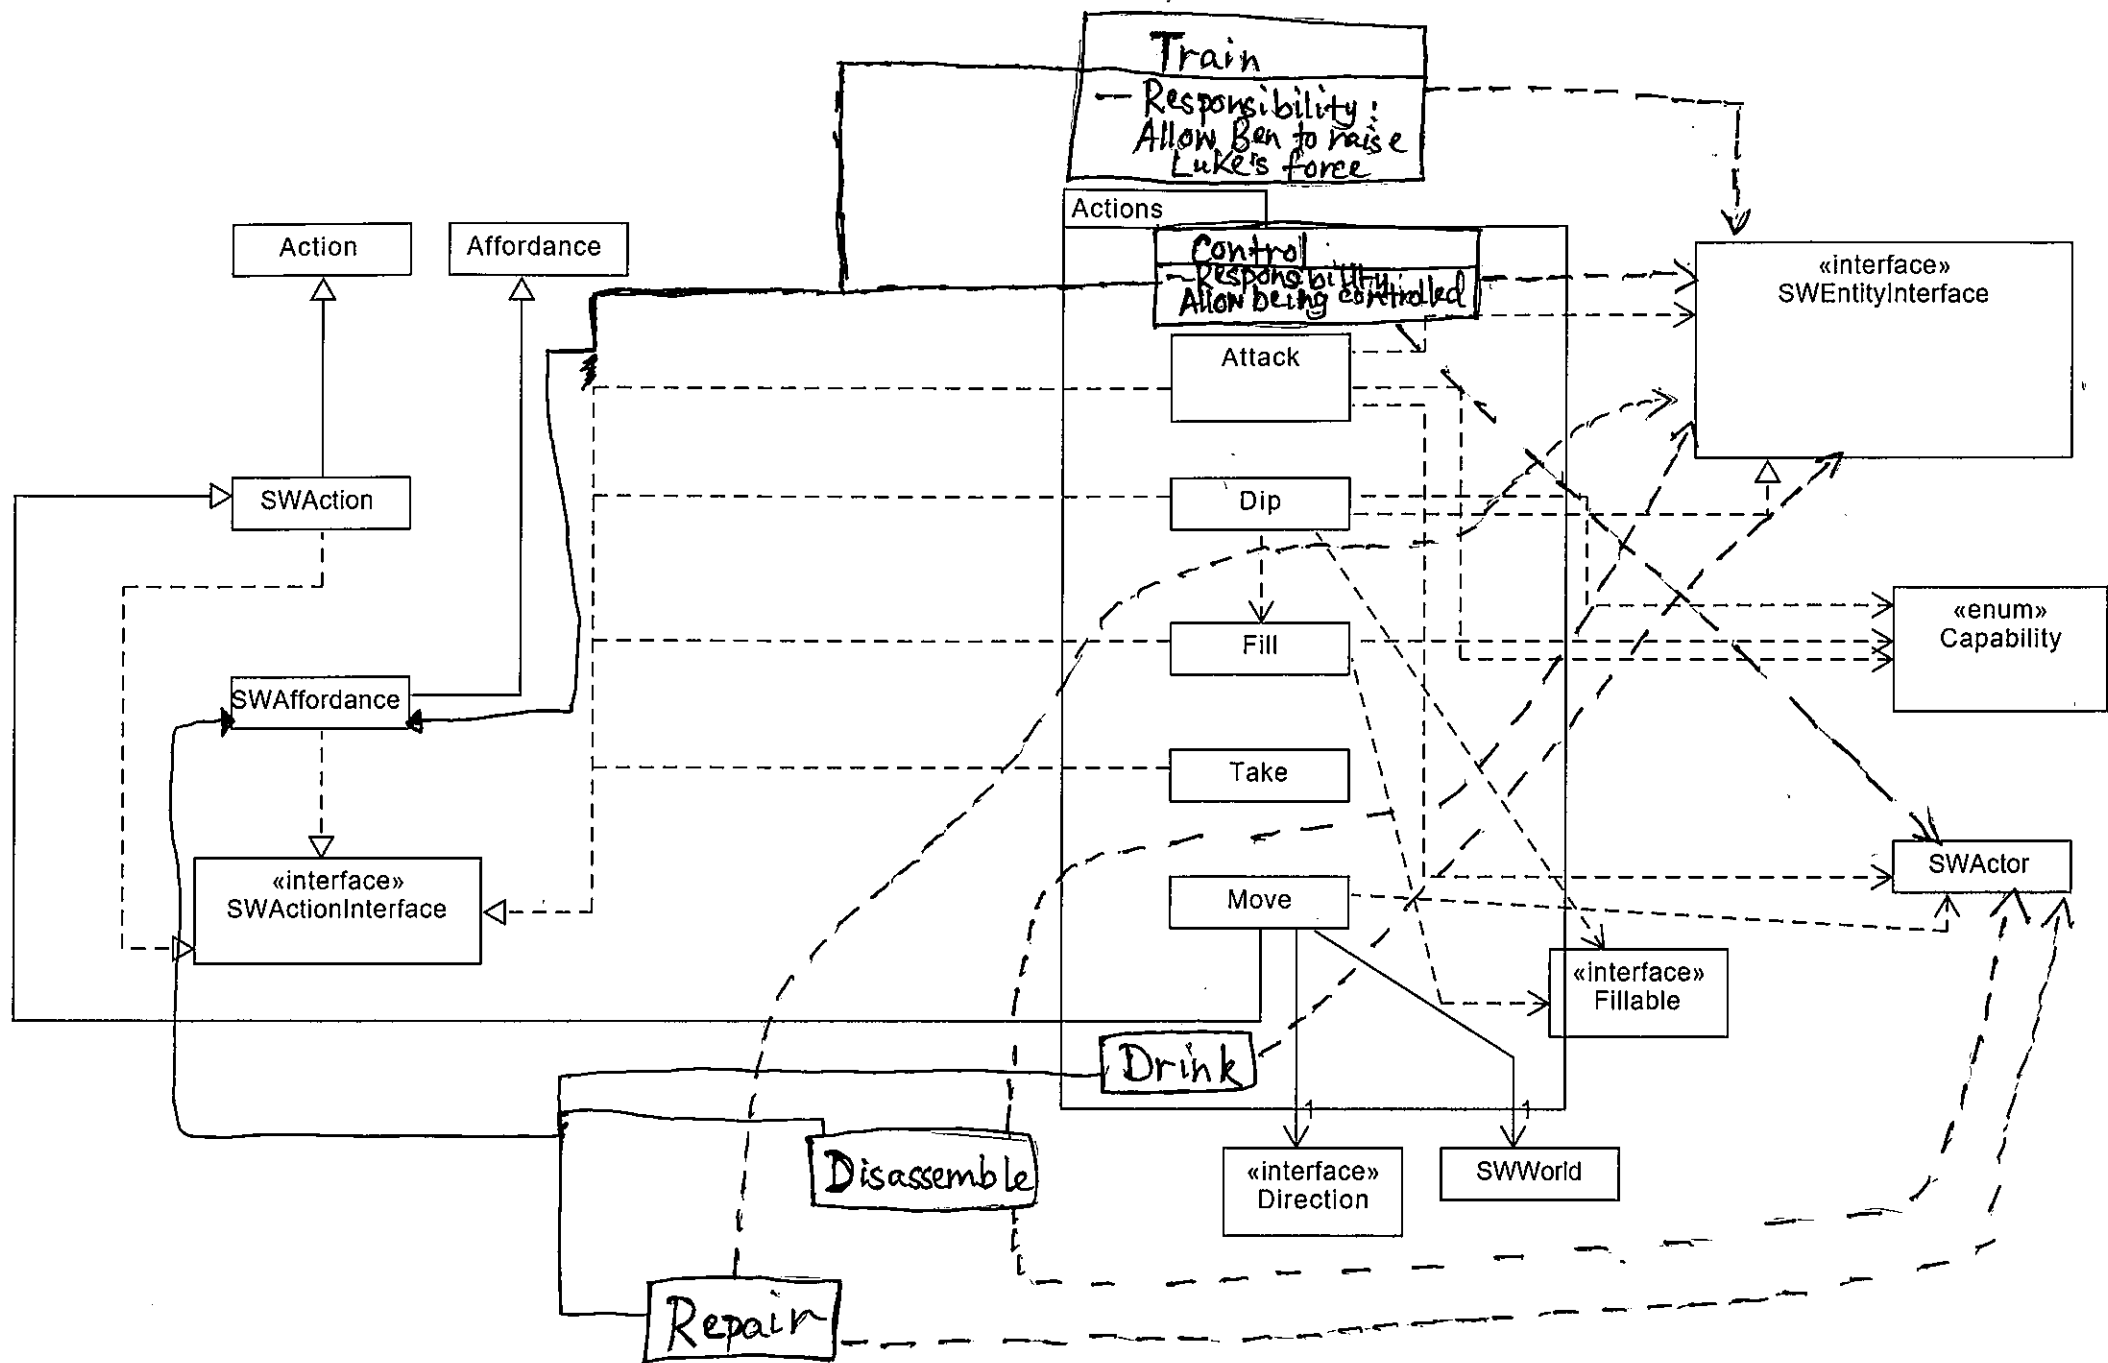 Train
— Responsibility :
Allow Ben to raise
Luke's force
Actions
Action
Affordance
Control
— Responsibility
Allow being controlled
«interface»
SWEntityInterface
Attack
SWAction
Dip
«enum»
Capability
Fill
SWAffordance
Take
SWActor
«interface»
SWActionInterface
Move
«interface»
Fillable
Drink
1
1
Disassemble
«interface»
Direction
SWWorld
Repair